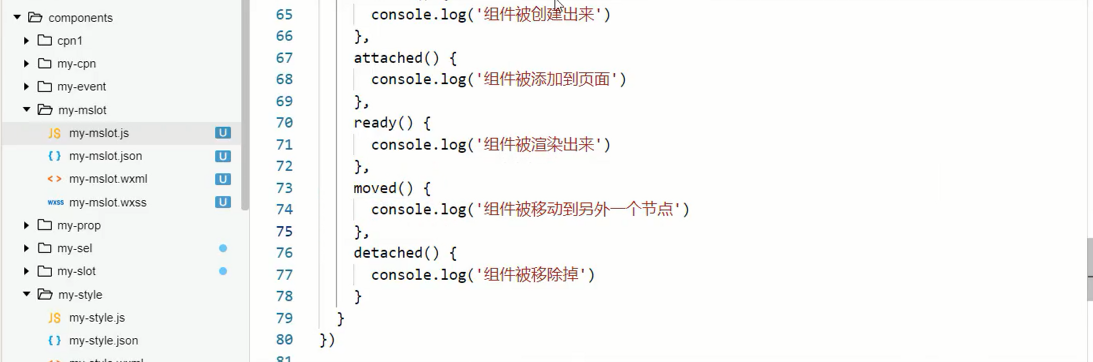 components
cpn1
my-cpn
my-event
my-mslot
JS my-mslot.js U
{ } my-mslot.json U
< > my-mslot.wxml U
wxss my-mslot.wxss U
my-prop
my-sel
my-slot
my-style
JS my-style.js
{ } my-style.json
65 console.log('组件被创建出来')
66 },
67 attached() {
68 console.log('组件被添加到页面')
69 },
70 ready() {
71 console.log('组件被渲染出来')
72 },
73 moved() {
74 console.log('组件被移动到另外一个节点')
75 },
76 detached() {
77 console.log('组件被移除掉')
78 }
79 }
80 })